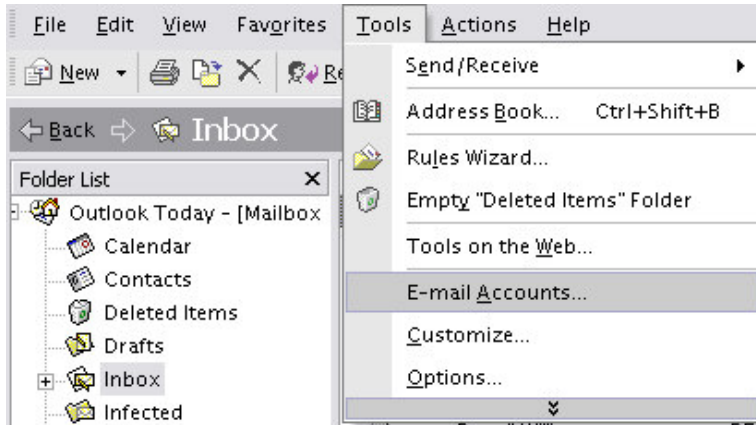 File Edit View Favorites Tools Actions Help
New
Send/Receive
Address Book... Ctrl+Shift+B
Back Inbox
Rules Wizard...
Folder List
Empty "Deleted Items" Folder
Outlook Today - [Mailbox
Tools on the Web...
Calendar
Contacts
E-mail Accounts...
Deleted Items
Customize...
Drafts
Inbox
Options...
Infected